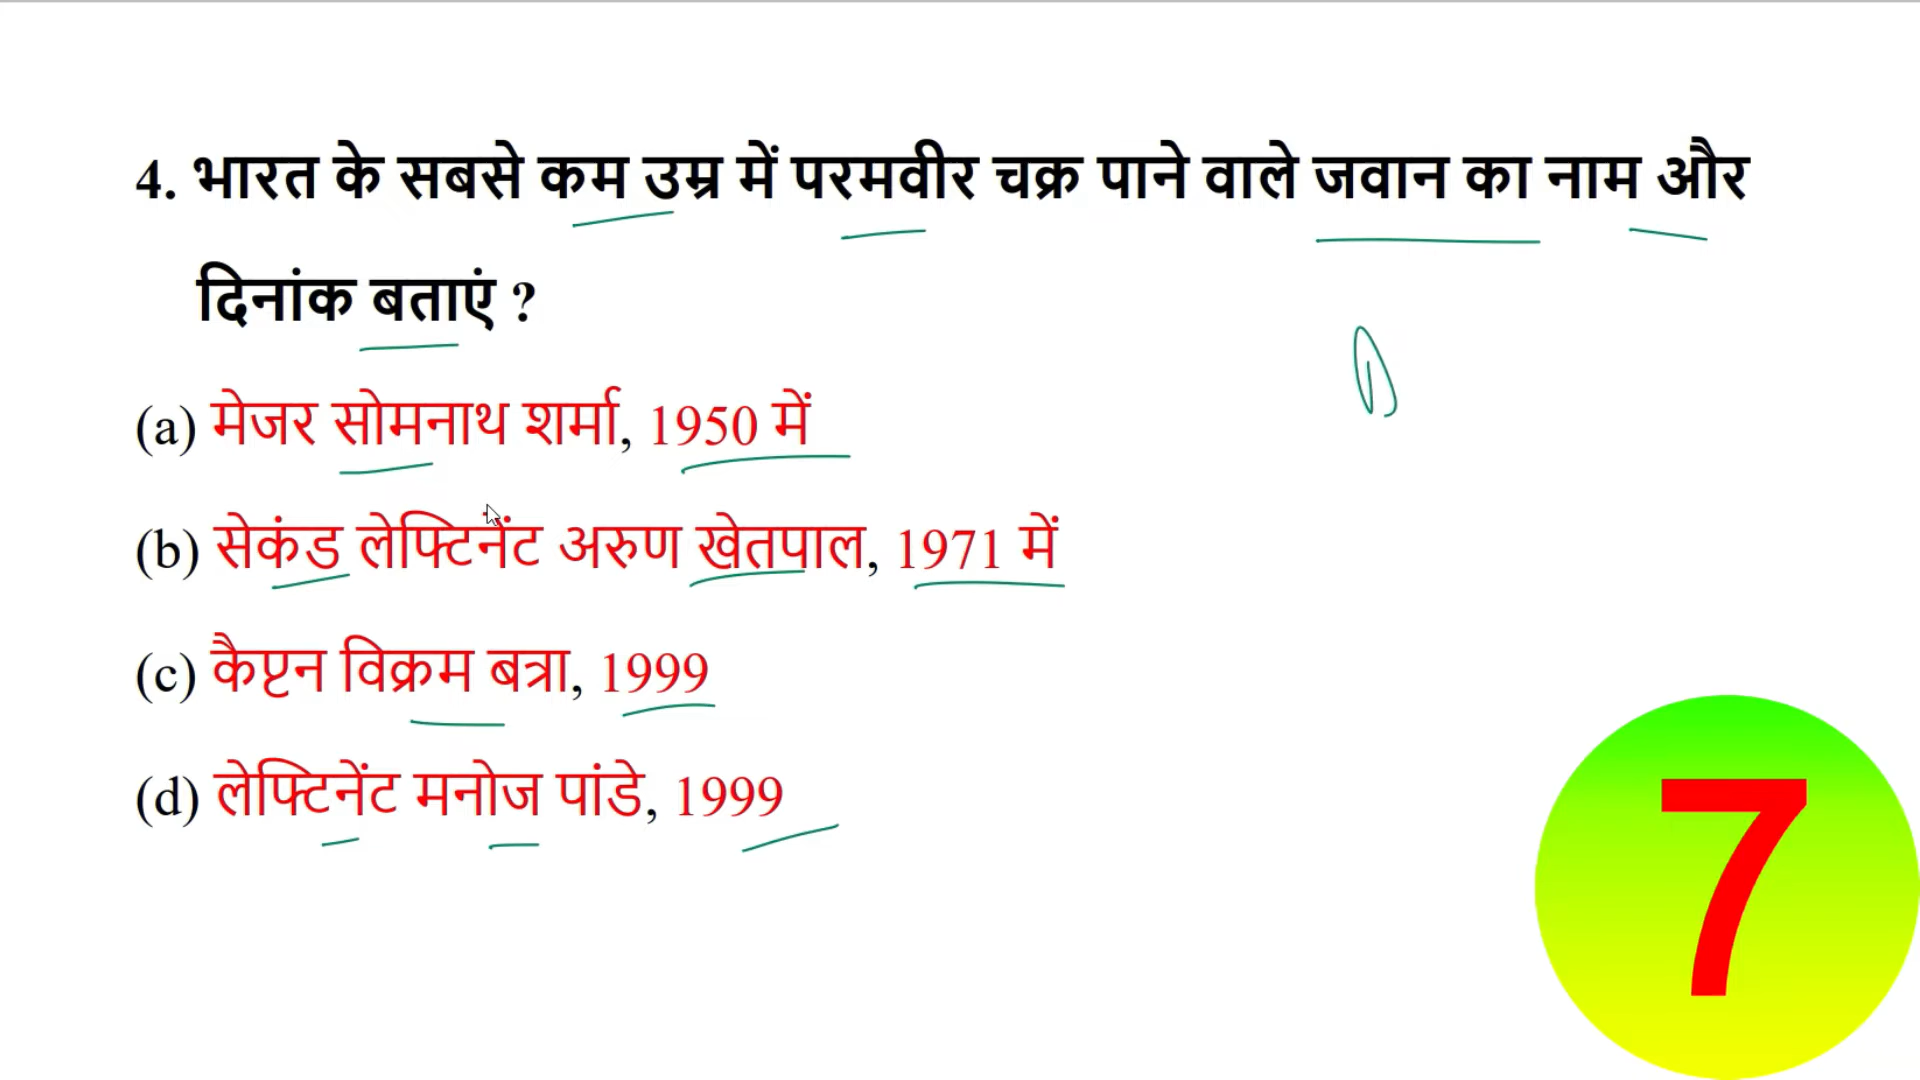 4. भारत के सबसे कम उम्र में परमवीर चक्र पाने वाले जवान का नाम और
दिनांक बताएं ?
(a) मेजर सोमनाथ शर्मा, 1950 में
(b) सेकंड लेफ्टिनेंट अरुण खेतपाल, 1971 में
(c) कैप्टन विक्रम बत्रा, 1999
(d) लेफ्टिनेंट मनोज पांडे, 1999
7